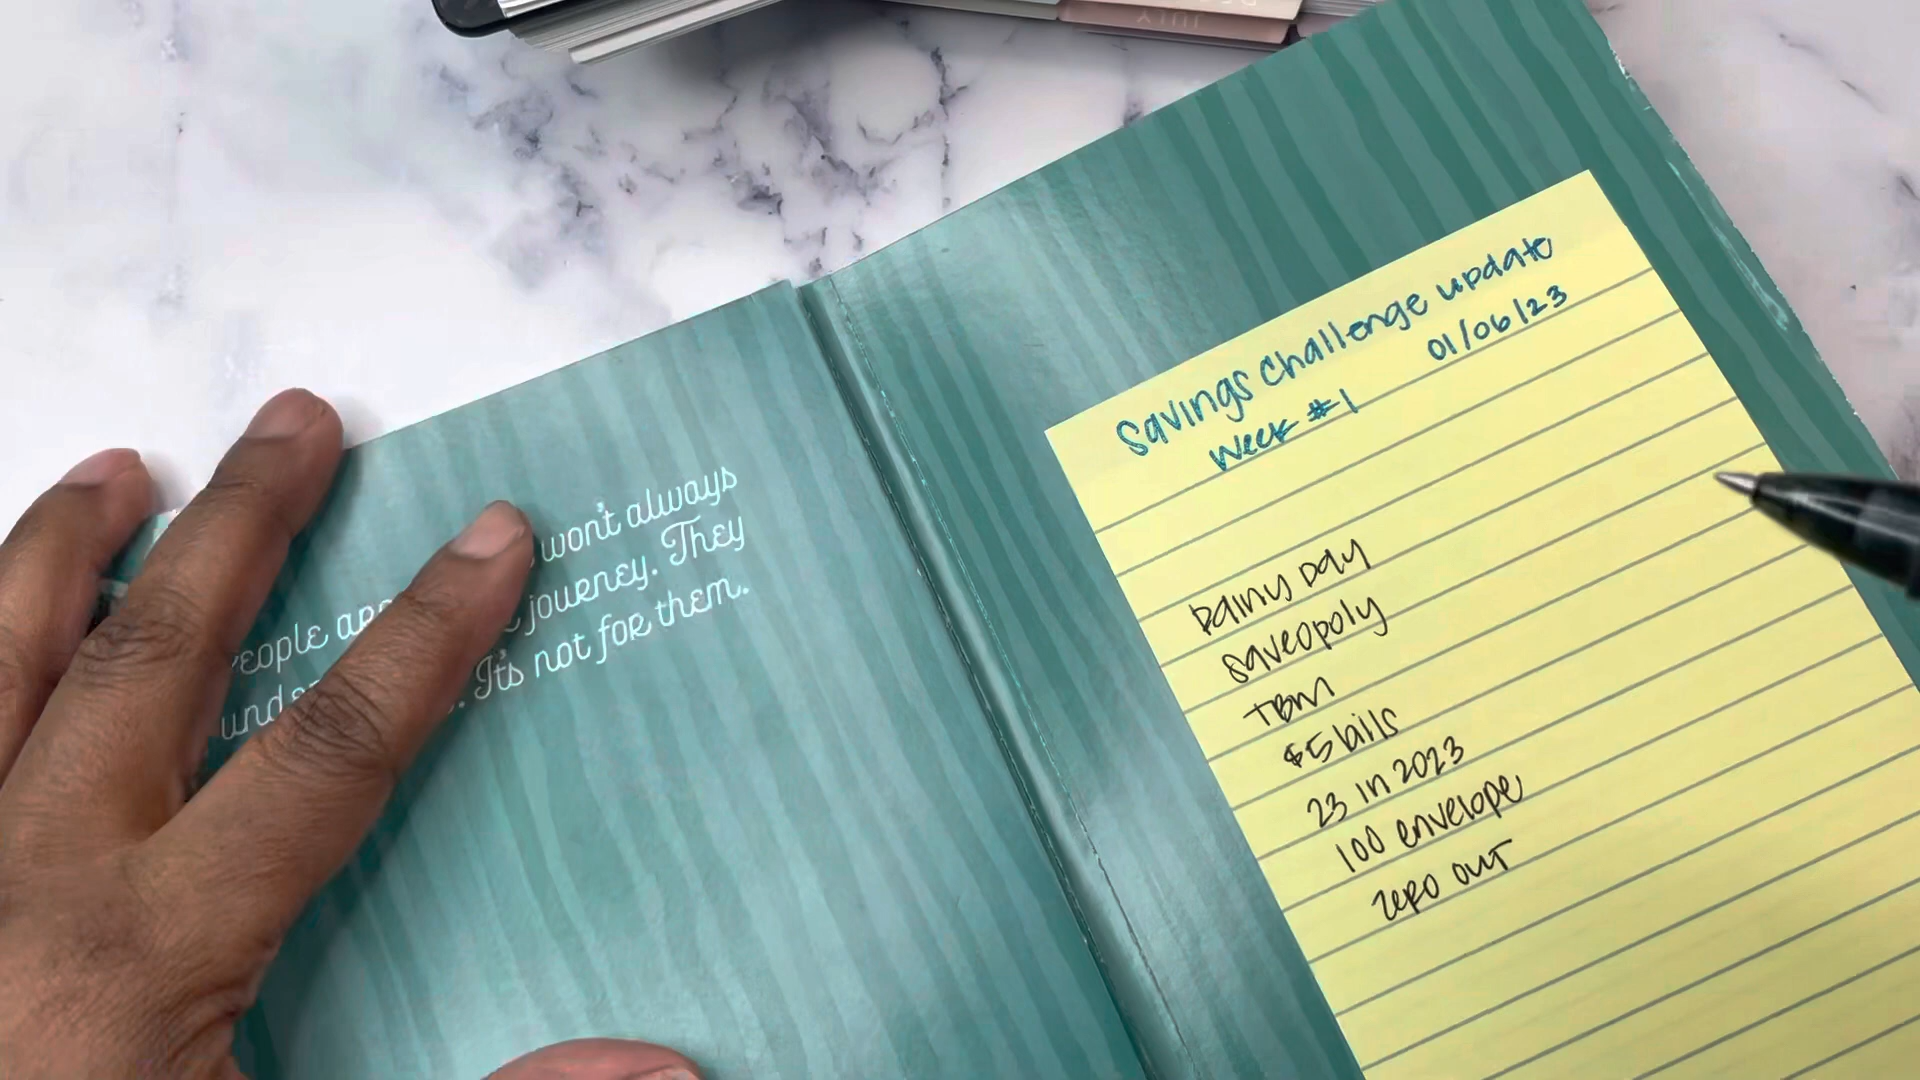 JULY
won't always
journey. They
It's not for them.
Savings Challenge update
Week #1 01/06/23
Rainy Day
Saveopoly
TBM
$5 bills
23 in 2023
100 envelope
zero out